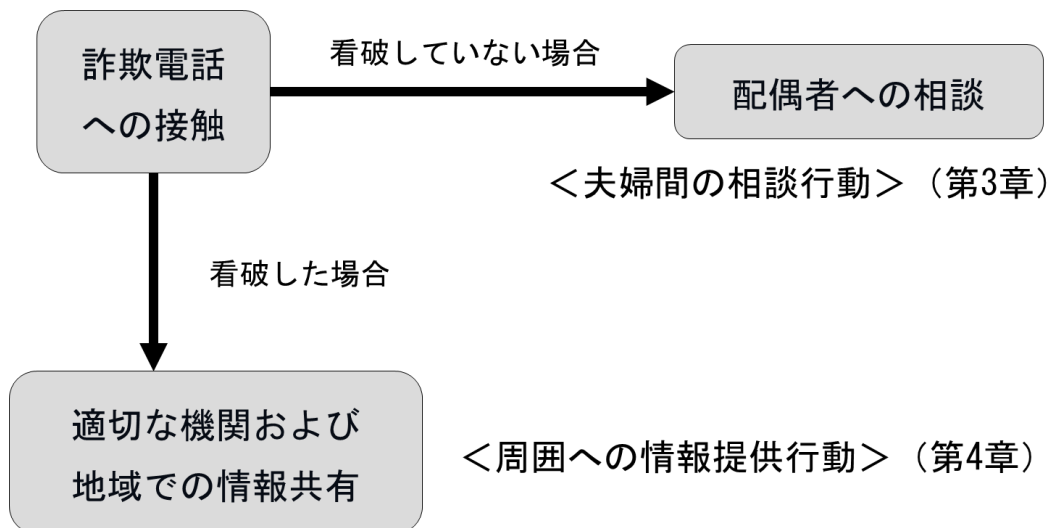 詐欺電話
への接触
看破していない場合
配偶者への相談
＜夫婦間の相談行動＞（第3章）
看破した場合
適切な機関および
地域での情報共有
＜周囲への情報提供行動＞（第4章）